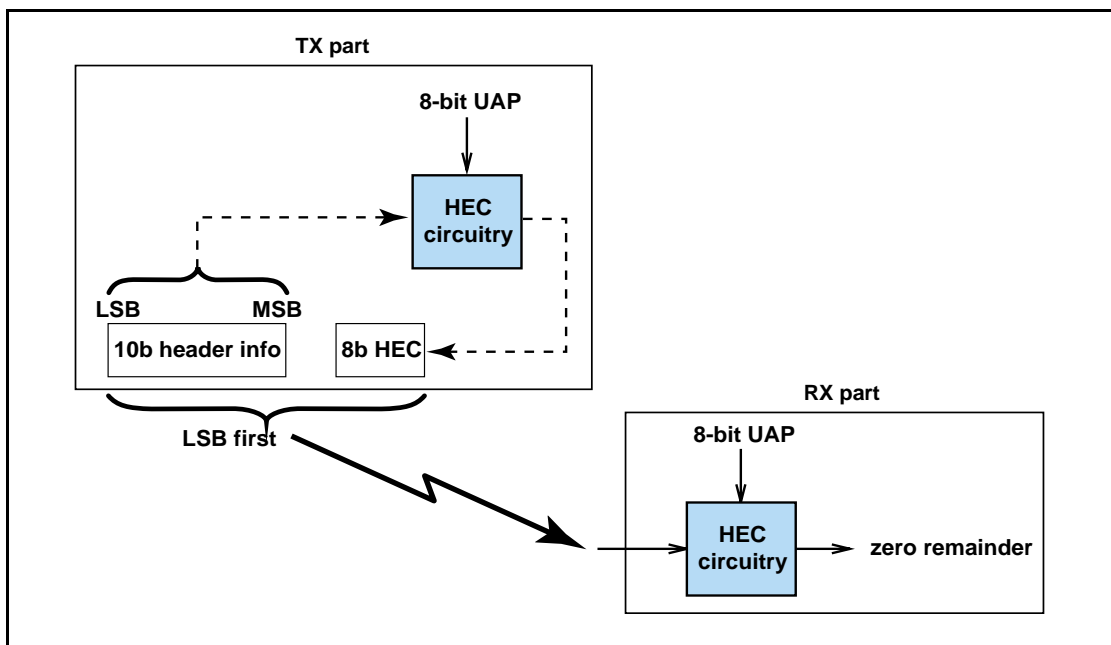 TX part
8-bit UAP
HEC
circuitry
LSB
MSB
10b header info
8b HEC
LSB first
RX part
8-bit UAP
HEC
circuitry
zero remainder